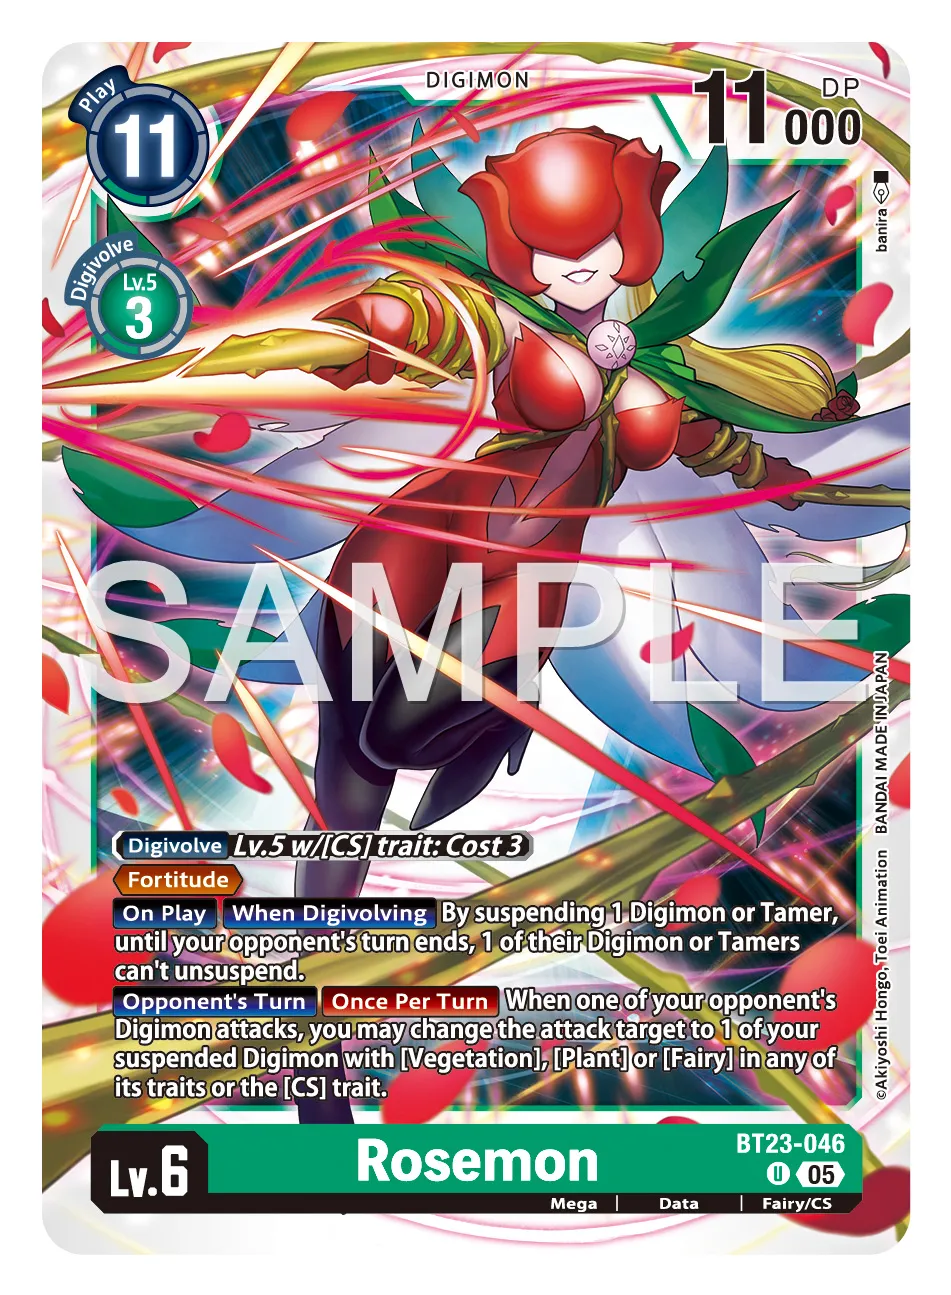 DIGIMON
Play
11
11000
DP
Digivolve
Lv.5
3
banira
SAMPLE
BANDAI MADE IN JAPAN
©Akiyoshi Hongo, Toei Animation
Digivolve Lv.5 w/[CS] trait: Cost 3
Fortitude
On Play When Digivolving By suspending 1 Digimon or Tamer,
until your opponent's turn ends, 1 of their Digimon or Tamers
can't unsuspend.
Opponent's Turn Once Per Turn When one of your opponent's
Digimon attacks, you may change the attack target to 1 of your
suspended Digimon with [Vegetation], [Plant] or [Fairy] in any of
its traits or the [CS] trait.
Lv.6
Rosemon
BT23-046
U 05
Mega | Data | Fairy/CS